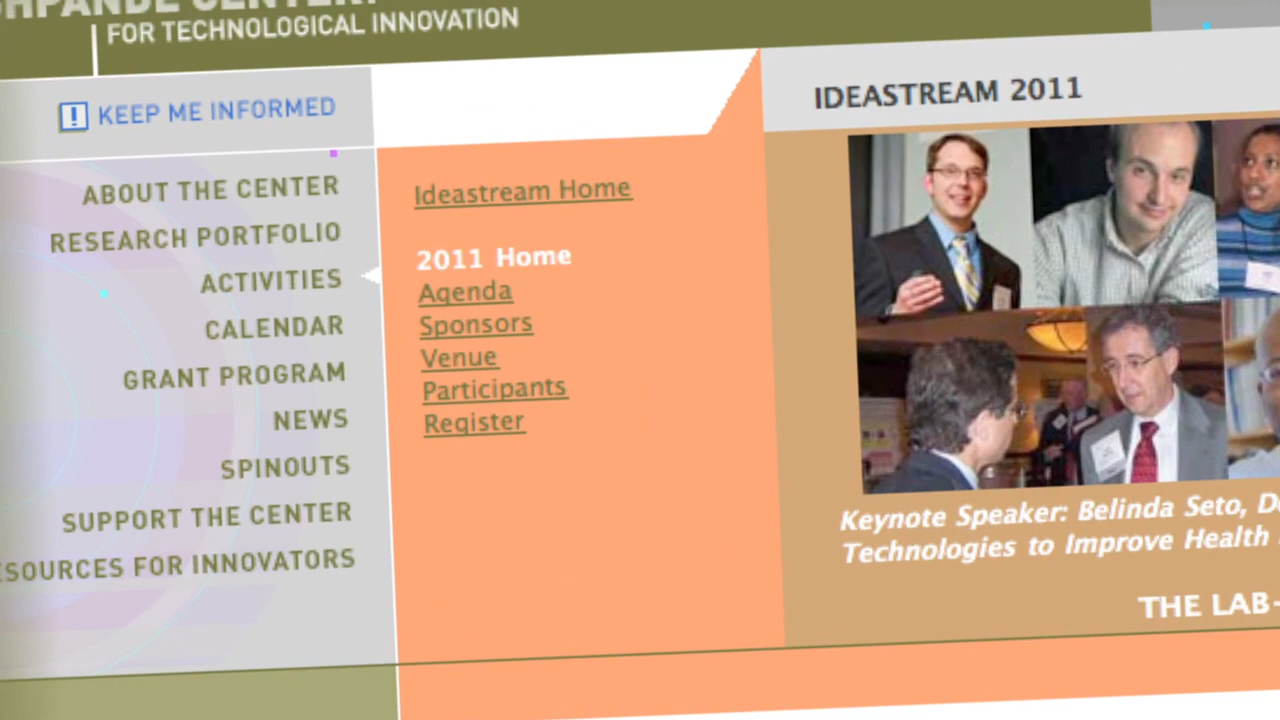 FOR TECHNOLOGICAL INNOVATION
KEEP ME INFORMED
ABOUT THE CENTER
RESEARCH PORTFOLIO
ACTIVITIES
CALENDAR
GRANT PROGRAM
NEWS
SPINOUTS
SUPPORT THE CENTER
FOR INNOVATORS
Ideastream Home
2011 Home
Agenda
Sponsors
Venue
Participants
Register
IDEASTREAM 2011
Keynote Speaker: Belinda Seto,
Technologies to Improve Health
THE LAB-